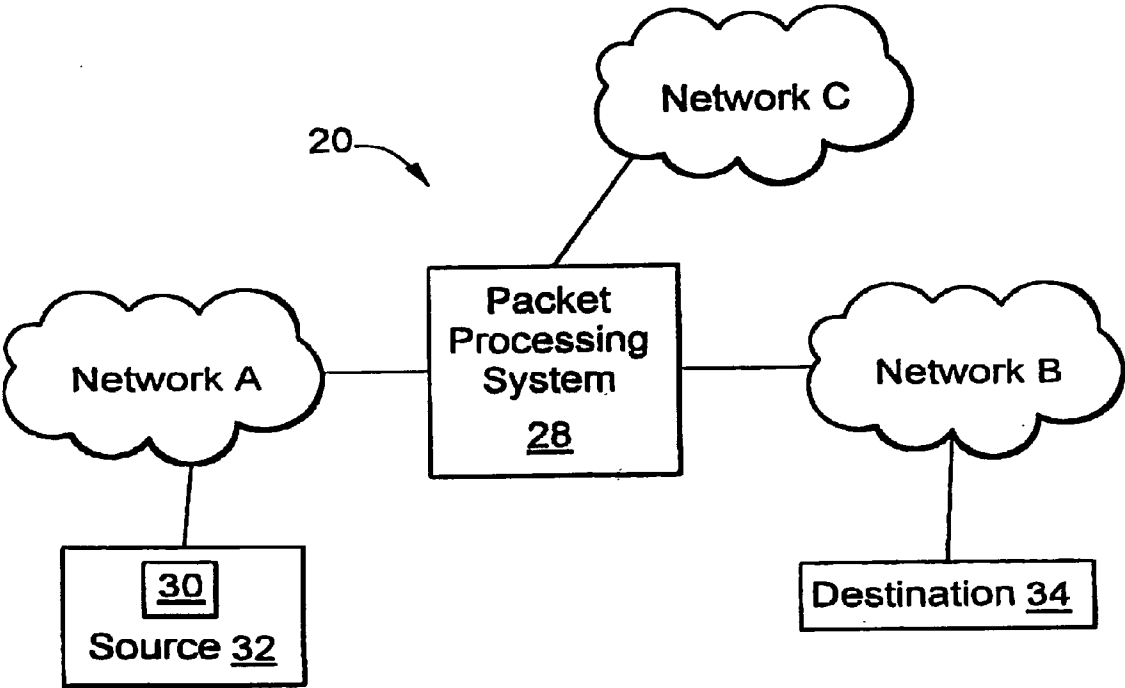 Network C
20
Packet
Processing
System
28
Network A
Network B
30
Source 32
Destination 34